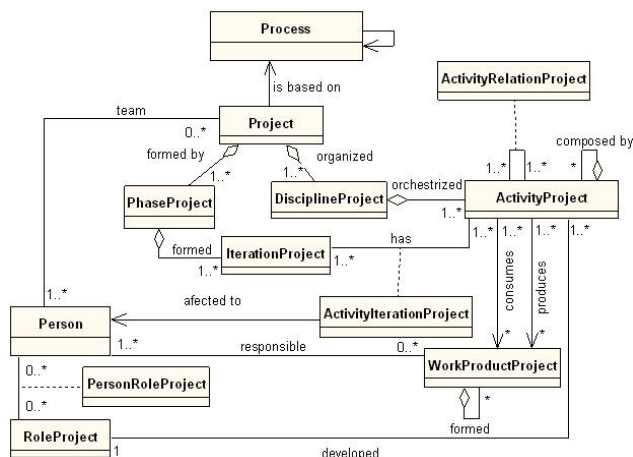 Process
is based on
ActivityRelationProject
team
0..*
Project
composed by
formed by
organized
1..* 1..* *
1..* 1..*
orchestrized
PhaseProject
DisciplineProject
ActivityProject
1..*
formed
has
1..* IterationProject 1..*
1..* 1..* 1..* 1..*
consumes
produces
1..*
afected to
Person
ActivityIterationProject
1..*
responsible
0..*
* *
0..*
PersonRoleProject
WorkProductProject
*
0..*
formed
RoleProject
1
developed